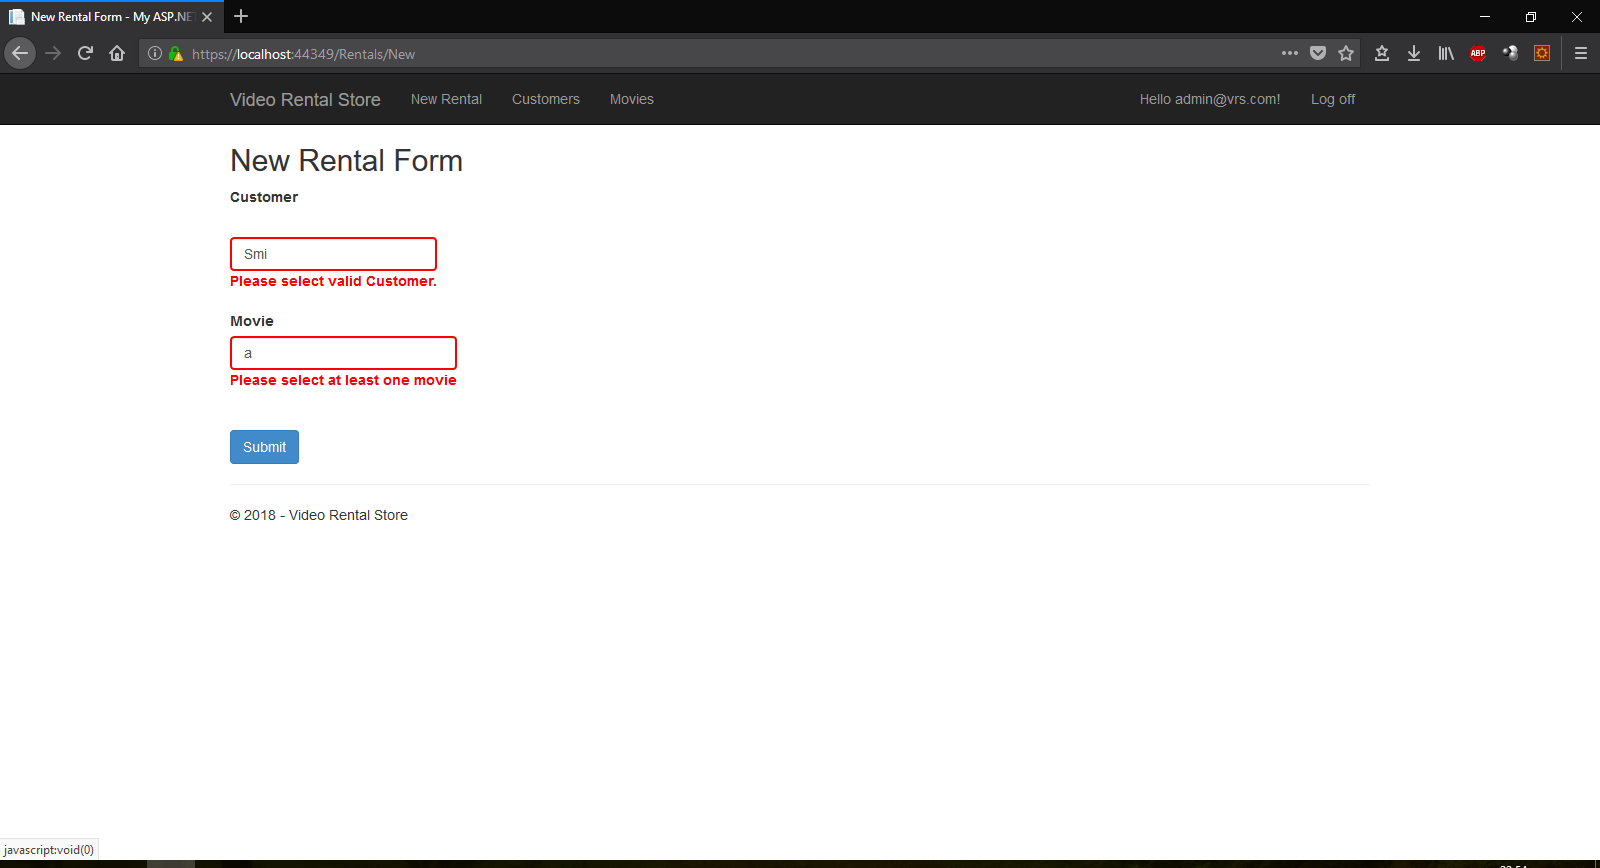 New Rental Form - My ASP.NE
https://localhost:44349/Rentals/New
ABP
Video Rental Store New Rental Customers Movies Hello admin@vrs.com! Log off
New Rental Form
Customer
Smi
Please select valid Customer.
Movie
a
Please select at least one movie
Submit
© 2018 - Video Rental Store
javascript:void(0)